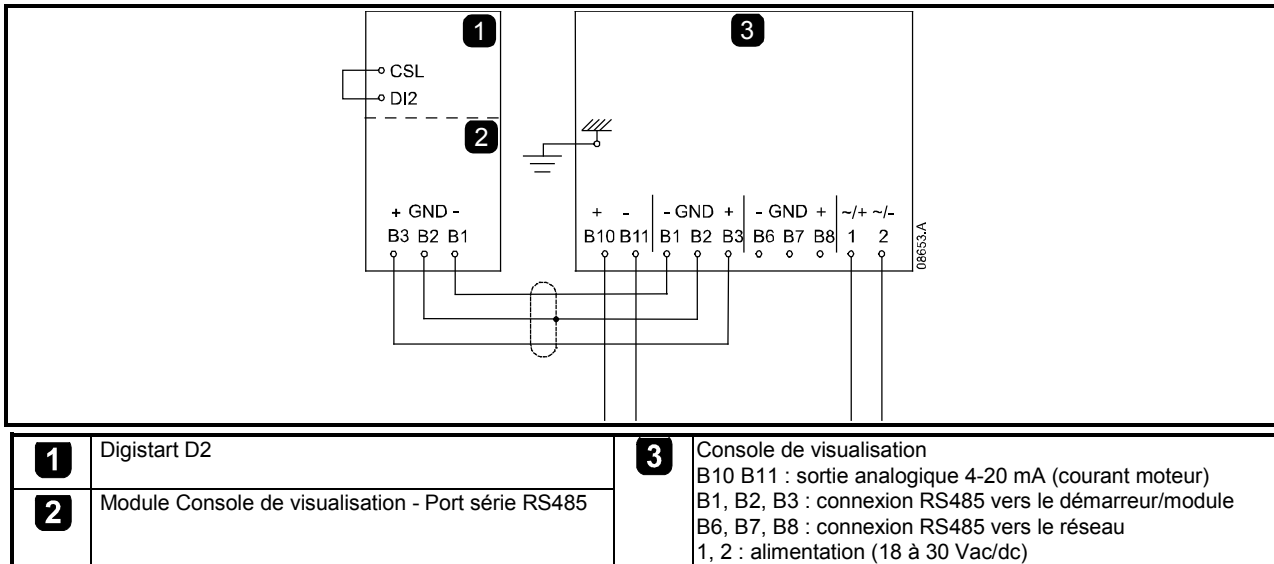 1
3
CSL
DI2
2
+ GND -
B3 B2 B1
+ - - GND + - GND + ~/+ ~/-
B10 B11 B1 B2 B3 B6 B7 B8 1 2
08653.A
1 Digistart D2
2 Module Console de visualisation - Port série RS485
3 Console de visualisation
B10 B11 : sortie analogique 4-20 mA (courant moteur)
B1, B2, B3 : connexion RS485 vers le démarreur/module
B6, B7, B8 : connexion RS485 vers le réseau
1, 2 : alimentation (18 à 30 Vac/dc)